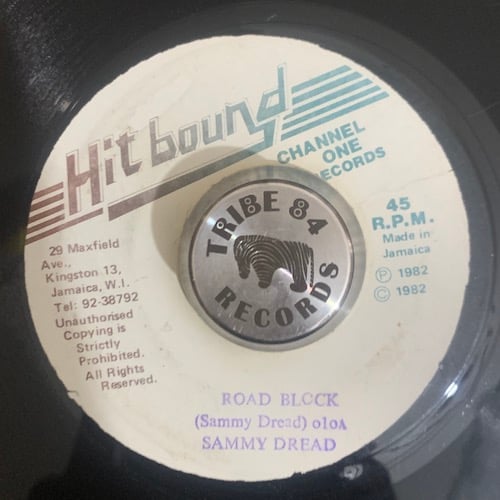 Hit bound
CHANNEL
ONE
RECORDS
45
R.P.M.
Made in
Jamaica
Ⓟ 1982
© 1982
29 Maxfield
Ave.,
Kingston 13,
Jamaica, W.I.
Tel: 92-38792
Unauthorised
Copying is
Strictly
Prohibited.
All Rights
Reserved.
TRIBE 84
RECORDS
ROAD BLOCK
(Sammy Dread) 010A
SAMMY DREAD